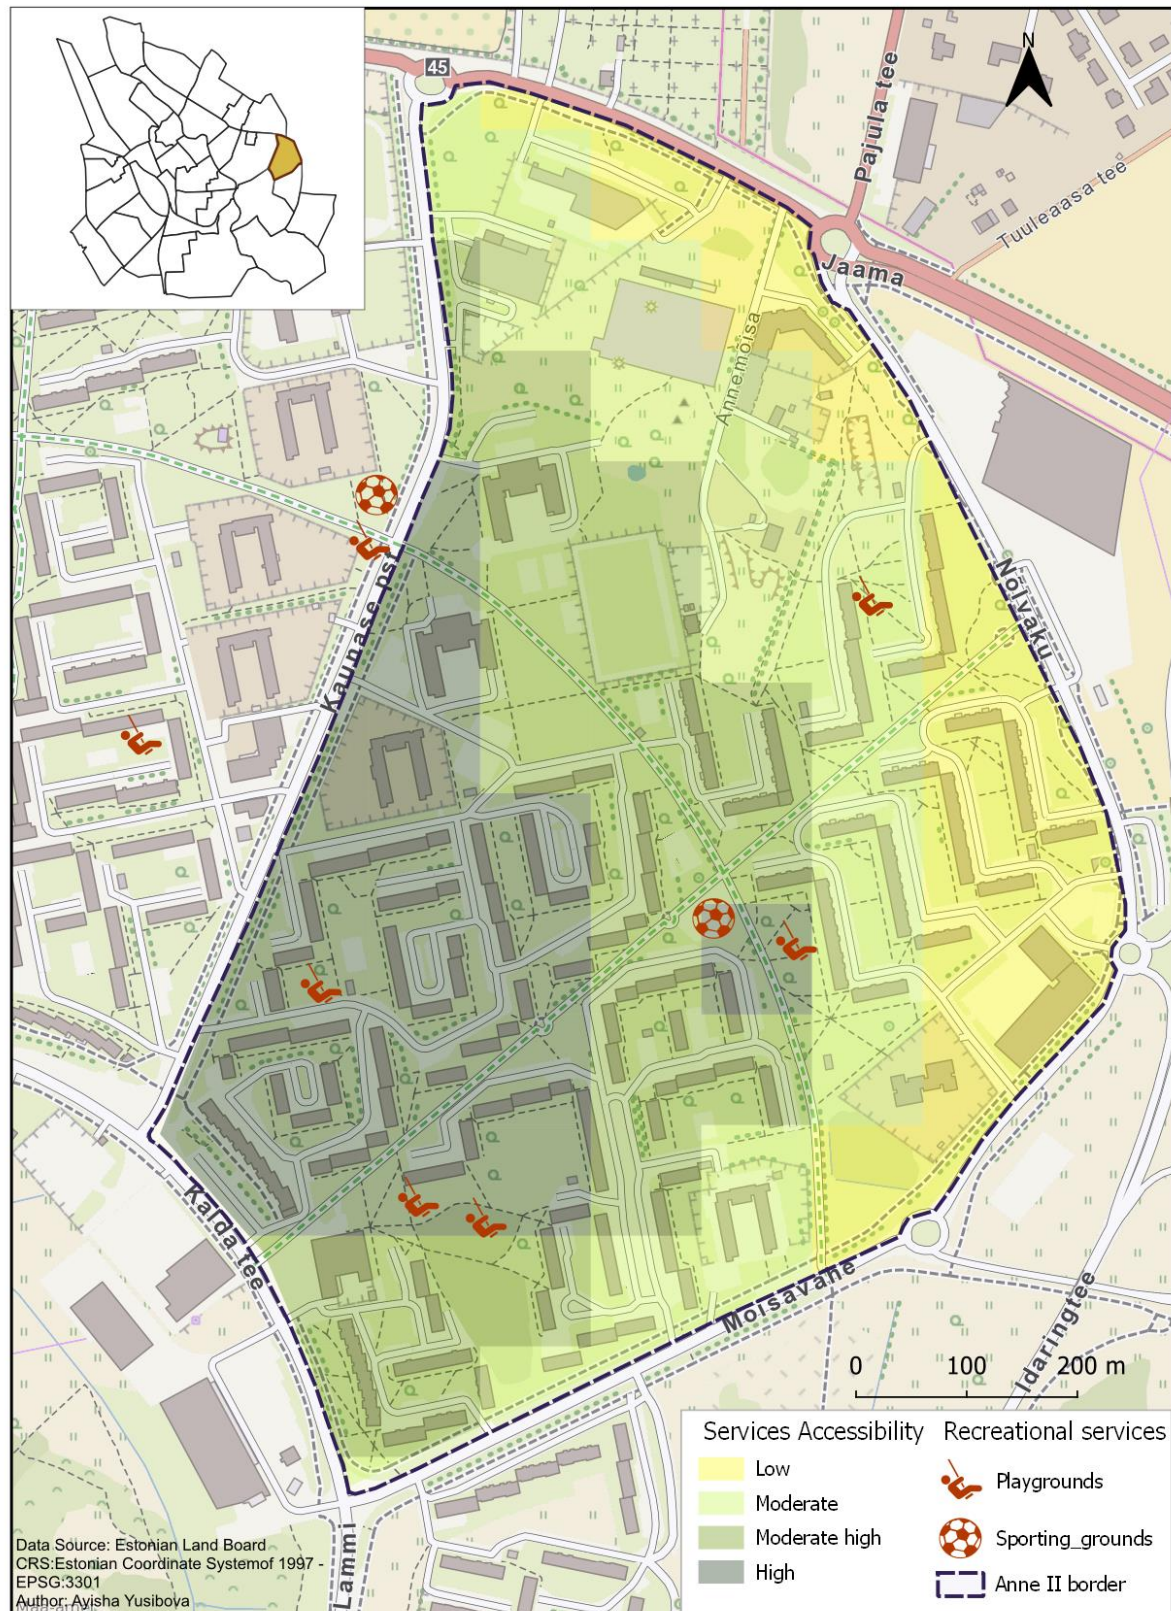 45
N
Pajula tee
Tuuleaasa tee
Jaama
Annemõisa
Nõlvaku
Kaunase pst
Kalda tee
Mõisavahe
Idaringtee
Lammi
0 100 200 m
Services Accessibility
Low
Moderate
Moderate high
High
Recreational services
Playgrounds
Sporting_grounds
Anne II border
Data Source: Estonian Land Board
CRS:Estonian Coordinate Systemof 1997 -
EPSG:3301
Author: Ayisha Yusibova